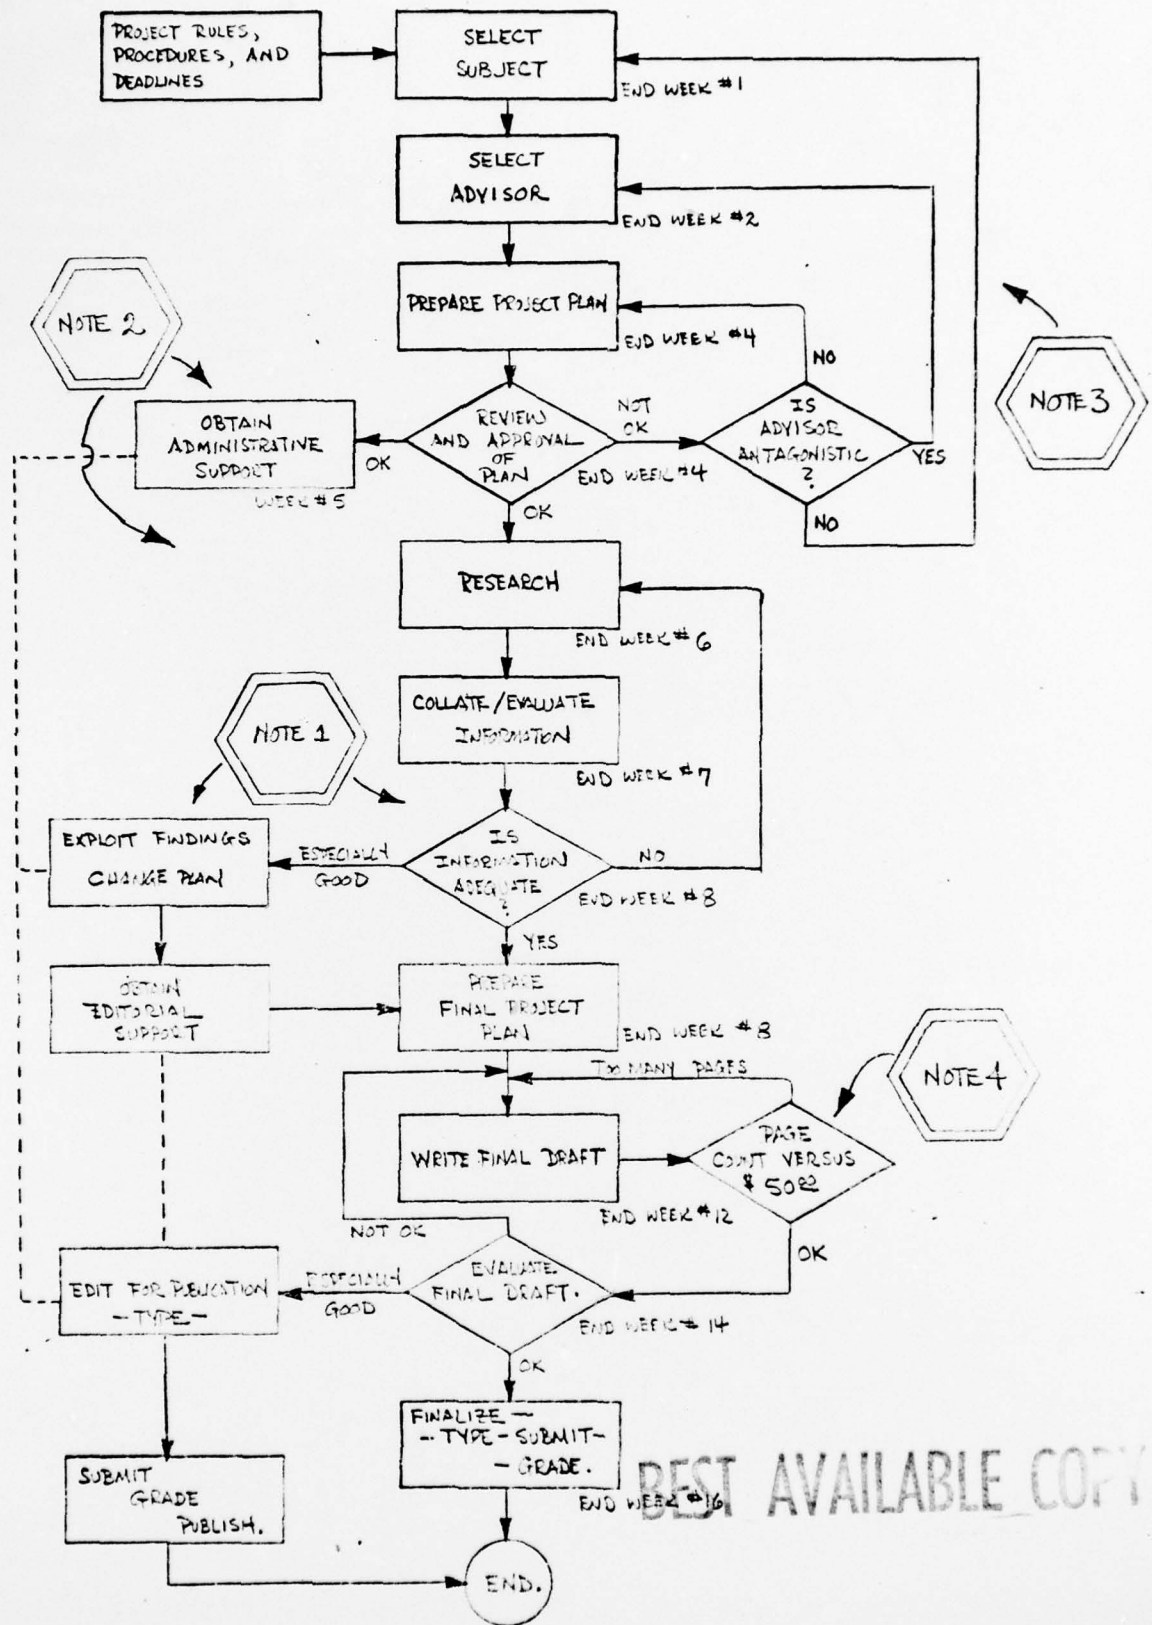 PROJECT RULES,
PROCEDURES, AND
DEADLINES
SELECT
SUBJECT
END WEEK #1
SELECT
ADVISOR
END WEEK #2
PREPARE PROJECT PLAN
END WEEK #4
NO
NOTE 2
NOTE 3
OBTAIN
ADMINISTRATIVE
SUPPORT
WEEK #5
OK
REVIEW
AND APPROVAL
OF
PLAN
NOT
OK
END WEEK #4
OK
IS
ADVISOR
ANTAGONISTIC
?
YES
NO
RESEARCH
END WEEK #6
COLLATE/EVALUATE
INFORMATION
END WEEK #7
NOTE 1
EXPLOIT FINDINGS
CHANGE PLAN
ESPECIALLY
GOOD
IS
INFORMATION
ADEQUATE
?
NO
END WEEK #8
YES
OBTAIN
EDITORIAL
SUPPORT
PREPARE
FINAL PROJECT
PLAN
END WEEK #8
TOO MANY PAGES
NOTE 4
WRITE FINAL DRAFT
END WEEK #12
PAGE
COUNT VERSUS
$ 50.00
OK
NOT OK
EDIT FOR PUBLICATION
- TYPE -
ESPECIALLY
GOOD
EVALUATE
FINAL DRAFT.
END WEEK # 14
OK
FINALIZE -
- TYPE - SUBMIT -
- GRADE.
END WEEK #16
SUBMIT
GRADE
PUBLISH.
END.
BEST AVAILABLE COPY